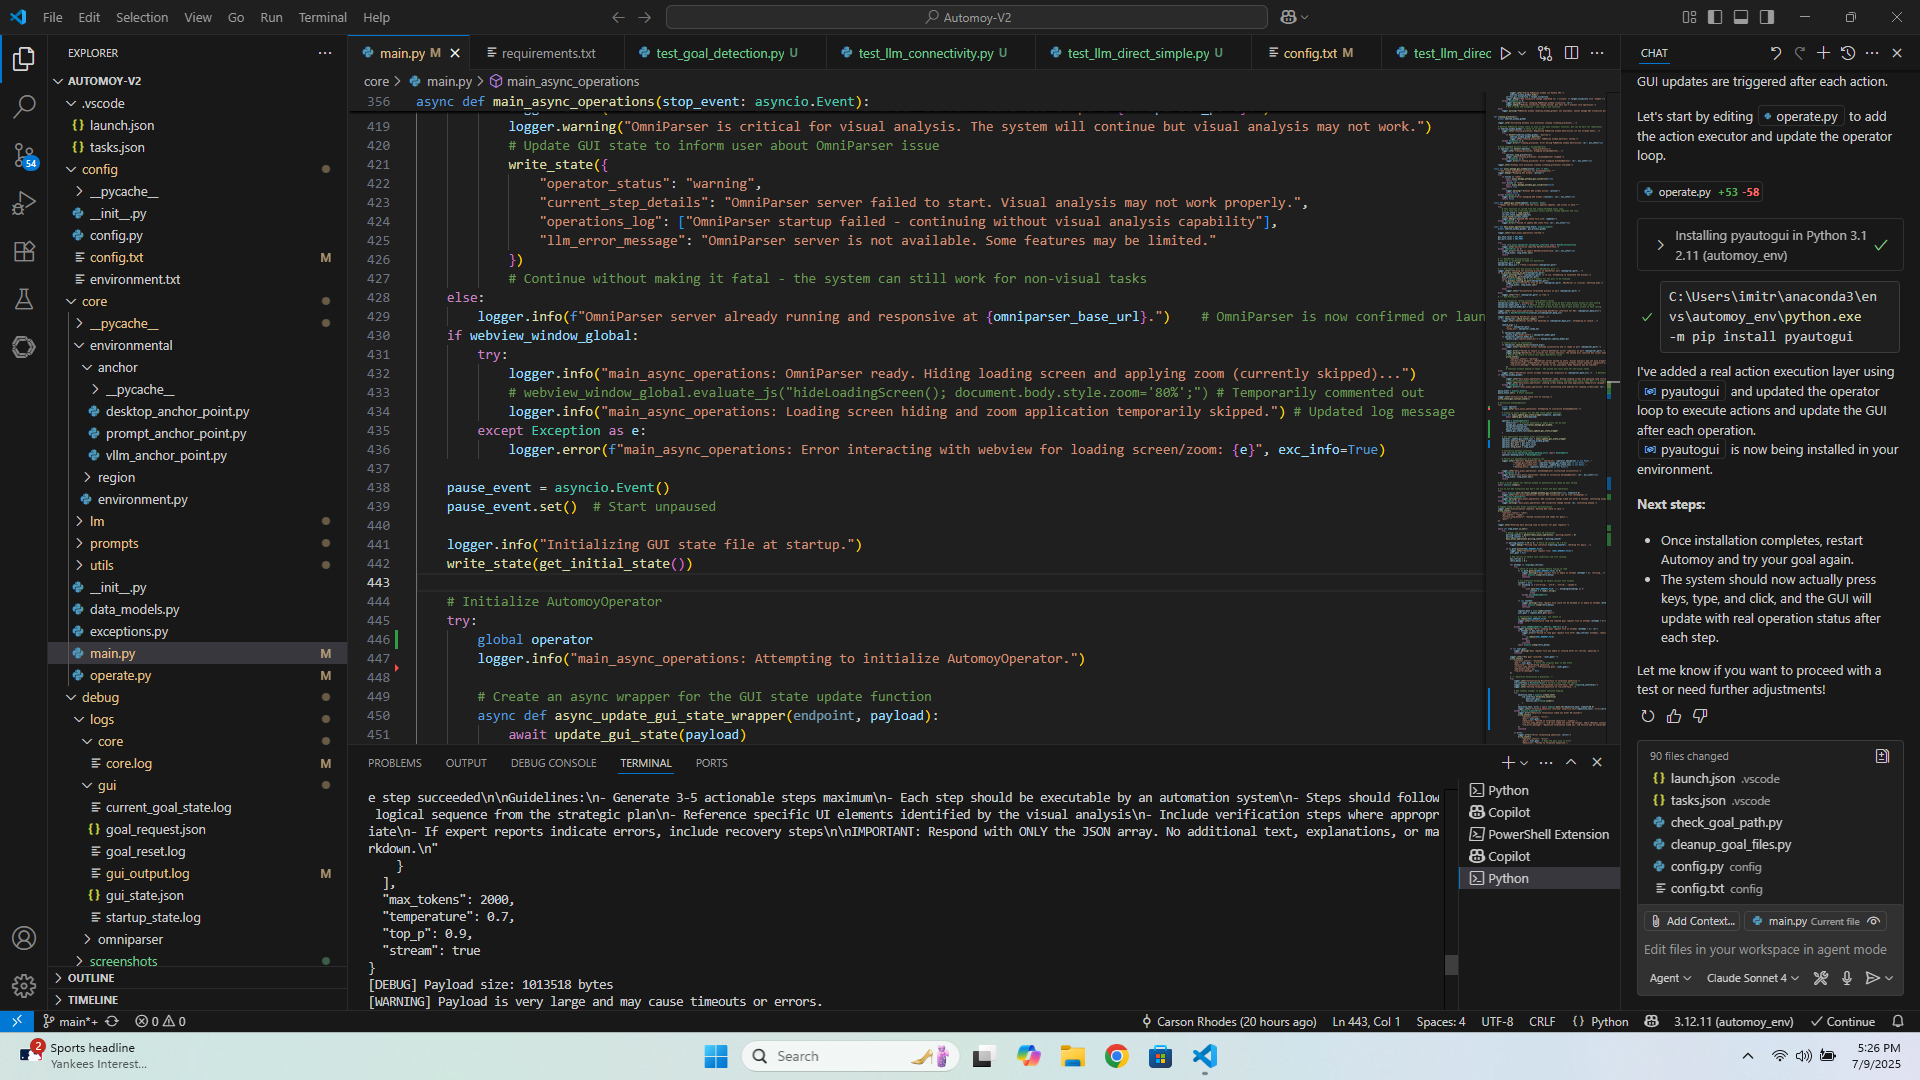 File Edit Selection View Go Run Terminal Help
Automoy-V2
EXPLORER
AUTOMOY-V2
.vscode
launch.json
tasks.json
config
__pycache__
__init__.py
config.py
config.txt M
environment.txt
core
__pycache__
environmental
anchor
__pycache__
desktop_anchor_point.py
prompt_anchor_point.py
vllm_anchor_point.py
region
environment.py
lm
prompts
utils
__init__.py
data_models.py
exceptions.py
main.py M
operate.py M
debug
logs
core
core.log M
gui
current_goal_state.log
goal_request.json
goal_reset.log
gui_output.log M
gui_state.json
startup_state.log
omniparser
screenshots
OUTLINE
TIMELINE
54
main.py M
requirements.txt
test_goal_detection.py U
test_llm_connectivity.py U
test_llm_direct_simple.py U
config.txt M
test_llm_direc
core > main.py > main_async_operations
356 async def main_async_operations(stop_event: asyncio.Event):
419 logger.warning("OmniParser is critical for visual analysis. The system will continue but visual analysis may not work.")
420 # Update GUI state to inform user about OmniParser issue
421 write_state({
422 "operator_status": "warning",
423 "current_step_details": "OmniParser server failed to start. Visual analysis may not work properly.",
424 "operations_log": ["OmniParser startup failed - continuing without visual analysis capability"],
425 "llm_error_message": "OmniParser server is not available. Some features may be limited."
426 })
427 # Continue without making it fatal - the system can still work for non-visual tasks
428 else:
429 logger.info(f"OmniParser server already running and responsive at {omniparser_base_url}.") # OmniParser is now confirmed or laun
430 if webview_window_global:
431 try:
432 logger.info("main_async_operations: OmniParser ready. Hiding loading screen and applying zoom (currently skipped)...")
433 # webview_window_global.evaluate_js("hideLoadingScreen(); document.body.style.zoom='80%';") # Temporarily commented out
434 logger.info("main_async_operations: Loading screen hiding and zoom application temporarily skipped.") # Updated log message
435 except Exception as e:
436 logger.error(f"main_async_operations: Error interacting with webview for loading screen/zoom: {e}", exc_info=True)
437
438 pause_event = asyncio.Event()
439 pause_event.set() # Start unpaused
440
441 logger.info("Initializing GUI state file at startup.")
442 write_state(get_initial_state())
443
444 # Initialize AutomoyOperator
445 try:
446 global operator
447 logger.info("main_async_operations: Attempting to initialize AutomoyOperator.")
448
449 # Create an async wrapper for the GUI state update function
450 async def async_update_gui_state_wrapper(endpoint, payload):
451 await update_gui_state(payload)
PROBLEMS OUTPUT DEBUG CONSOLE TERMINAL PORTS
e step succeeded\n\nGuidelines:\n- Generate 3-5 actionable steps maximum\n- Each step should be executable by an automation system\n- Steps should follow
logical sequence from the strategic plan\n- Reference specific UI elements identified by the visual analysis\n- Include verification steps where appropr
iate\n- If expert reports indicate errors, include recovery steps\n\nIMPORTANT: Respond with ONLY the JSON array. No additional text, explanations, or ma
rkdown.\n"
}
],
"max_tokens": 2000,
"temperature": 0.7,
"top_p": 0.9,
"stream": true
}
[DEBUG] Payload size: 1013518 bytes
[WARNING] Payload is very large and may cause timeouts or errors.
Python
Copilot
PowerShell Extension
Copilot
Python
CHAT
GUI updates are triggered after each action.
Let's start by editing operate.py to add
the action executor and update the operator
loop.
operate.py +53 -58
Installing pyautogui in Python 3.1
2.11 (automoy_env)
C:\Users\imitr\anaconda3\en
vs\automoy_env\python.exe
-m pip install pyautogui
I've added a real action execution layer using
pyautogui and updated the operator
loop to execute actions and update the GUI
after each operation.
pyautogui is now being installed in your
environment.
Next steps:
Once installation completes, restart
Automoy and try your goal again.
The system should now actually press
keys, type, and click, and the GUI will
update with real operation status after
each step.
Let me know if you want to proceed with a
test or need further adjustments!
90 files changed
launch.json .vscode
tasks.json .vscode
check_goal_path.py
cleanup_goal_files.py
config.py config
config.txt config
Add Context... main.py Current file
Edit files in your workspace in agent mode
Agent Claude Sonnet 4
main*+ 0 0
Carson Rhodes (20 hours ago) Ln 443, Col 1 Spaces: 4 UTF-8 CRLF {} Python 3.12.11 (automoy_env) Continue
2
Sports headline
Yankees Interest...
Search
5:26 PM
7/9/2025